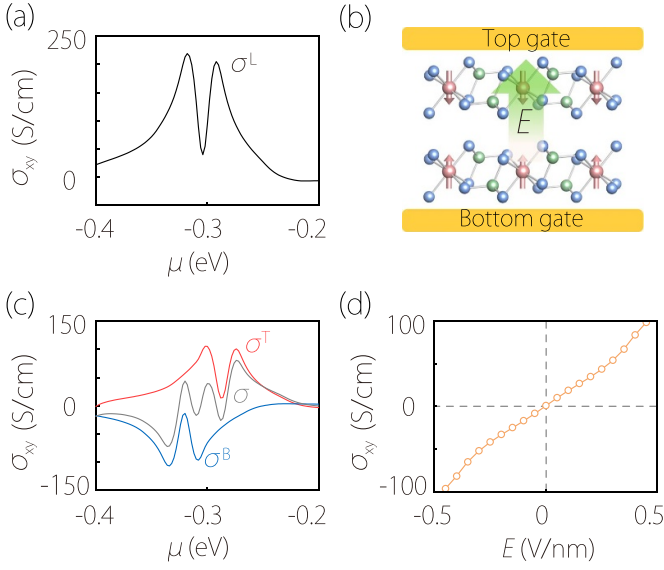 (a)
250
σxy (S/cm)
σL
0
-0.4
-0.3
-0.2
μ (eV)
(b)
Top gate
E
Bottom gate
(c)
150
σxy (S/cm)
σT
0
σ
σB
-150
-0.4
-0.3
-0.2
μ (eV)
(d)
100
σxy (S/cm)
0
-100
-0.5
0
0.5
E (V/nm)